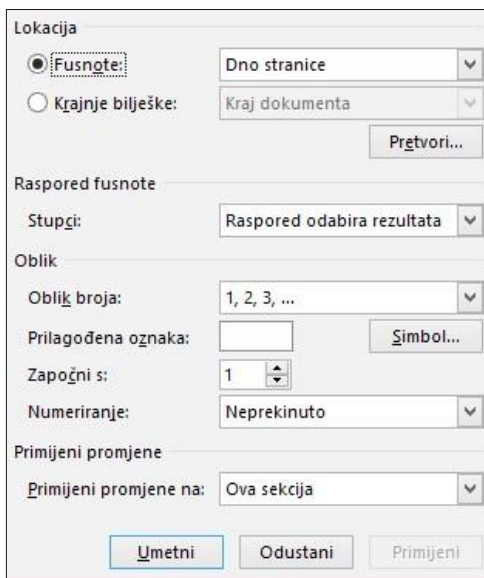 Lokacija
Fusnote: Dno stranice
Krajnje bilješke: Kraj dokumenta
Pretvori...
Raspored fusnote
Stupci: Raspored odabira rezultata
Oblik
Oblik broja: 1, 2, 3, ...
Prilagođena oznaka: Simbol...
Započni s: 1
Numeriranje: Neprekinuto
Primijeni promjene
Primijeni promjene na: Ova sekcija
Umetni Odustani Primijeni